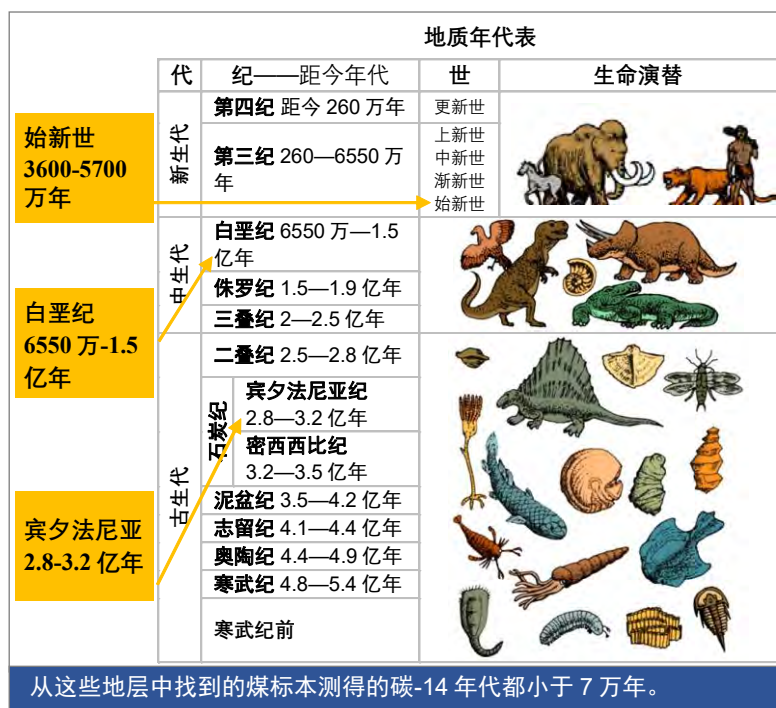 地质年代表
代 纪——距今年代 世 生命演替
新生代
第四纪 距今 260 万年
更新世
第三纪 260—6550 万
年
上新世
中新世
渐新世
始新世
中生代
白垩纪 6550 万—1.5
亿年
侏罗纪 1.5—1.9 亿年
三叠纪 2—2.5 亿年
古生代
二叠纪 2.5—2.8 亿年
石炭纪
宾夕法尼亚纪
2.8—3.2 亿年
密西西比纪
3.2—3.5 亿年
泥盆纪 3.5—4.2 亿年
志留纪 4.1—4.4 亿年
奥陶纪 4.4—4.9 亿年
寒武纪 4.8—5.4 亿年
寒武纪前
始新世
3600-5700
万年
白垩纪
6550 万-1.5
亿年
宾夕法尼亚
2.8-3.2 亿年
从这些地层中找到的煤标本测得的碳-14 年代都小于 7 万年。